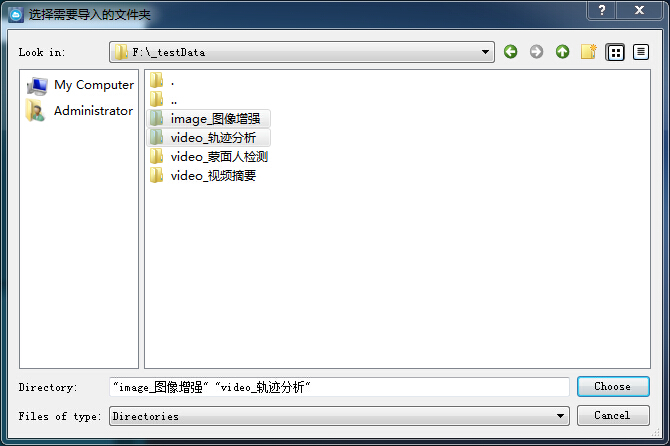 选择需要导入的文件夹
Look in: F:\_testData
My Computer
Administrator
.
..
image_图像增强
video_轨迹分析
video_蒙面人检测
video_视频摘要
Directory: "image_图像增强" "video_轨迹分析" Choose
Files of type: Directories Cancel